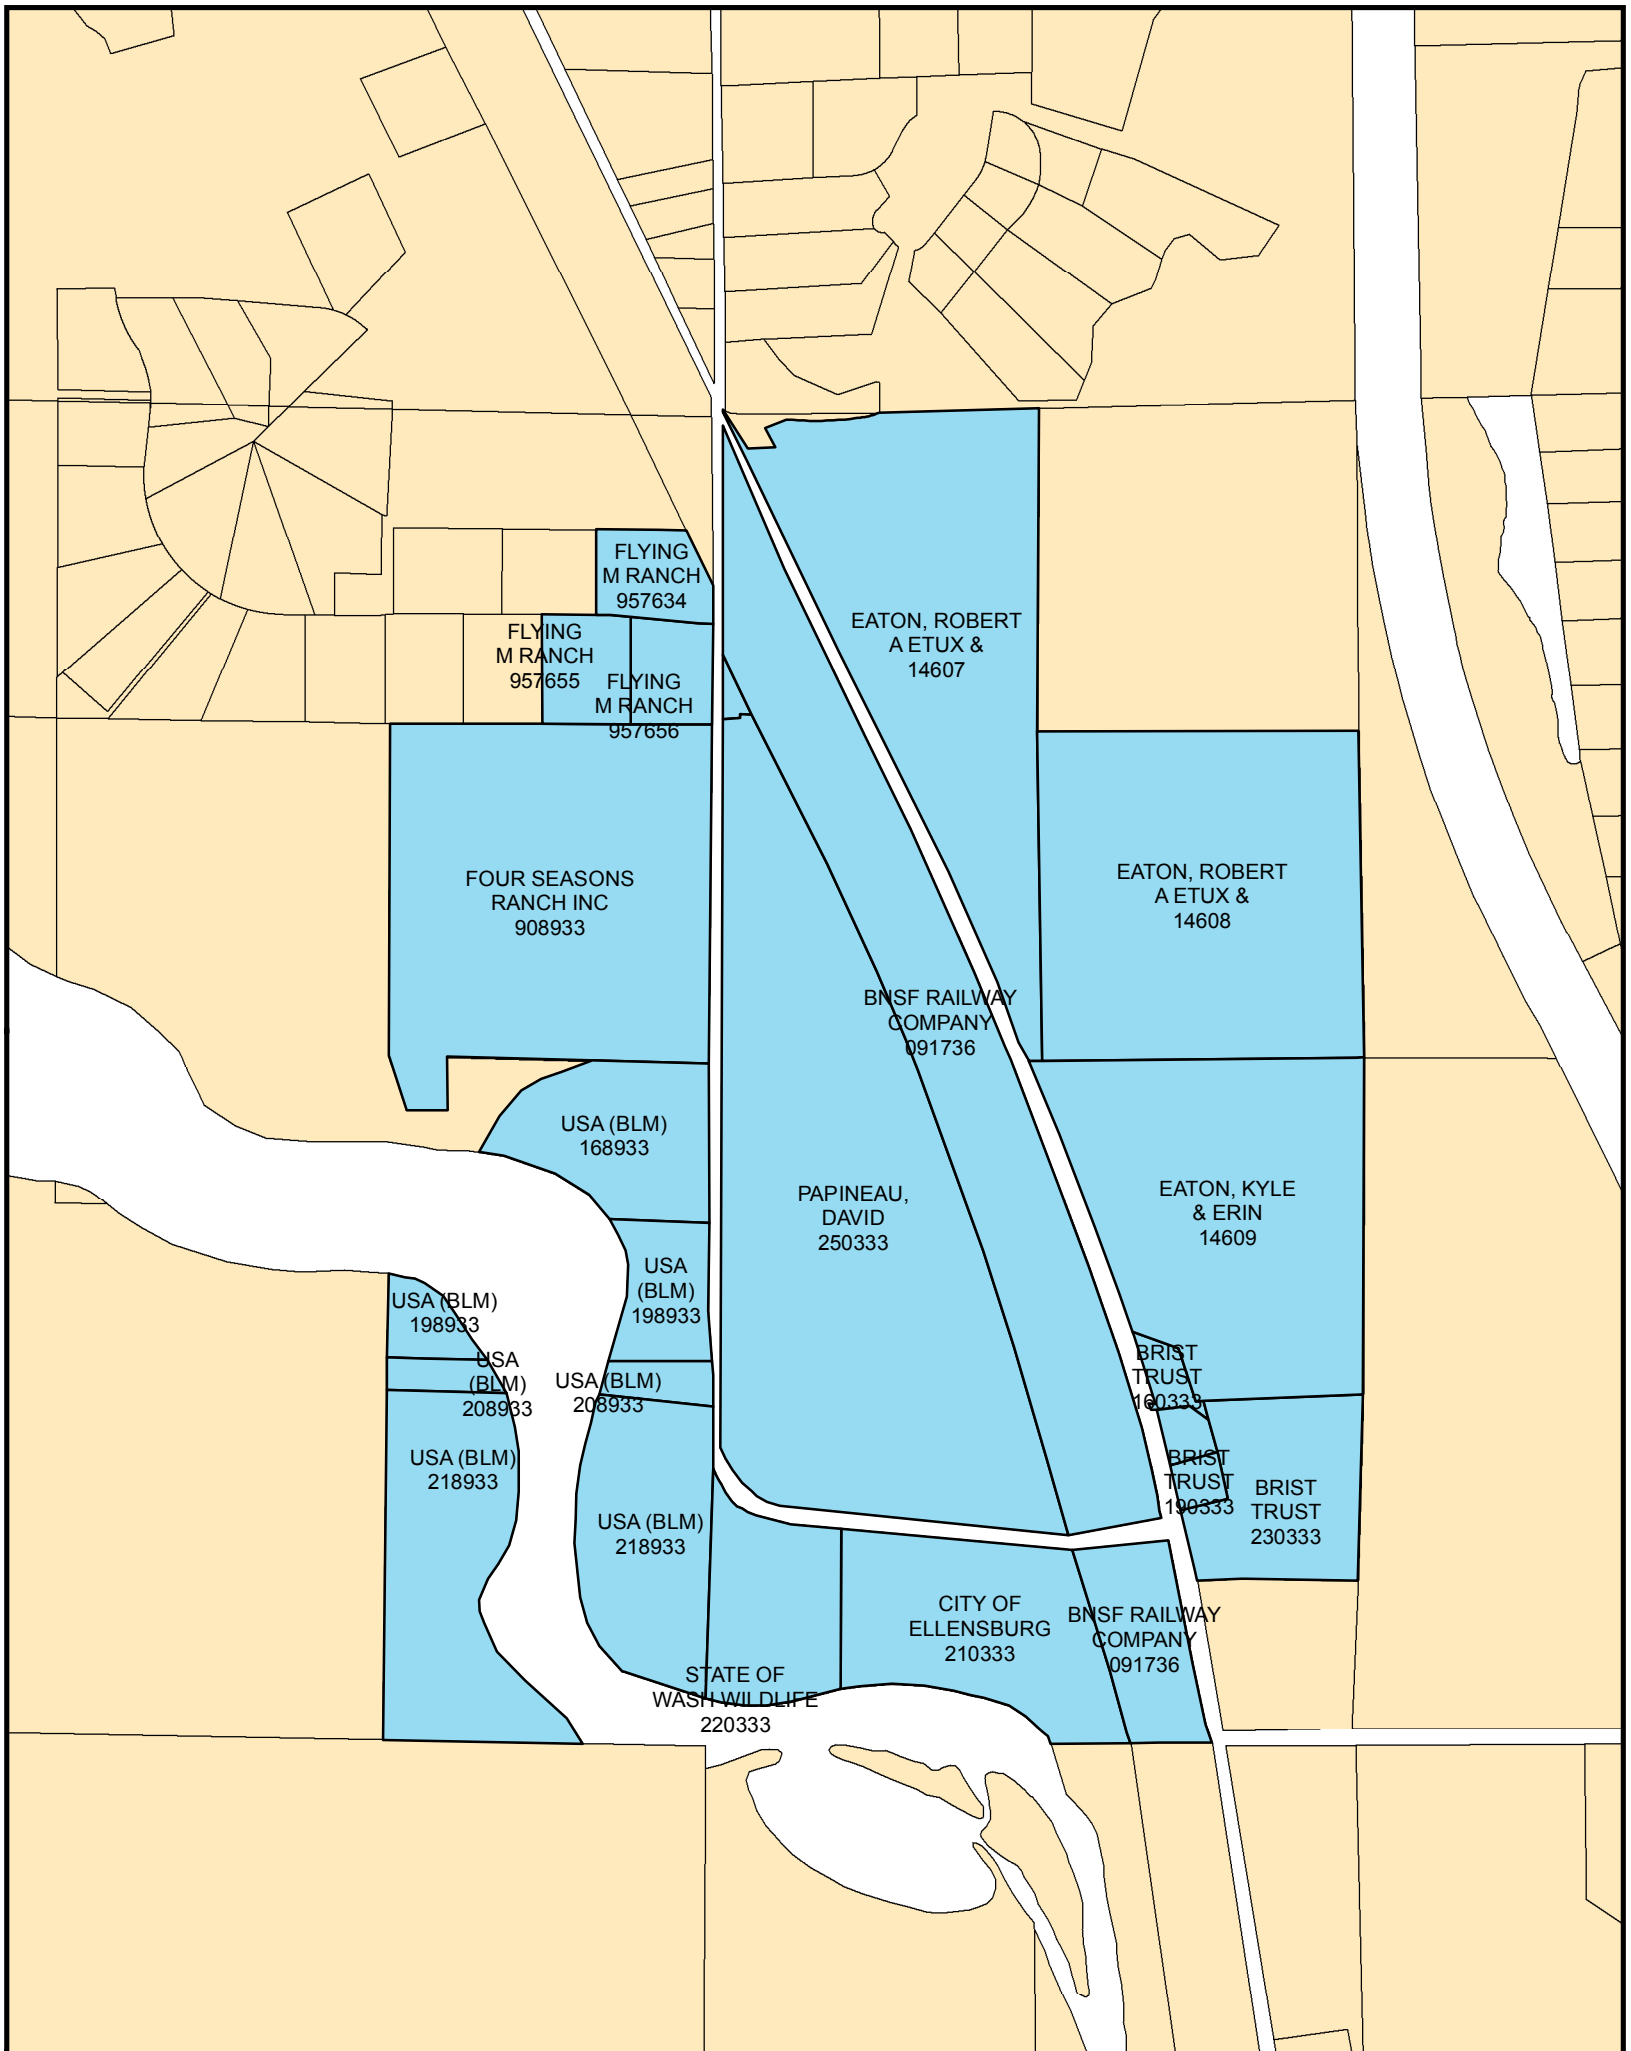 FLYING
M RANCH
957634
EATON, ROBERT
A ETUX &
14607
FLYING
M RANCH
957655
FLYING
M RANCH
957656
FOUR SEASONS
RANCH INC
908933
EATON, ROBERT
A ETUX &
14608
BNSF RAILWAY
COMPANY
091736
USA (BLM)
168933
PAPINEAU,
DAVID
250333
EATON, KYLE
& ERIN
14609
USA
(BLM)
198933
USA (BLM)
198933
USA
(BLM)
208933
USA (BLM)
208933
BRIST
TRUST
160333
USA (BLM)
218933
BRIST
TRUST
190333
BRIST
TRUST
230333
USA (BLM)
218933
CITY OF
ELLENSBURG
210333
BNSF RAILWAY
COMPANY
091736
STATE OF
WASH WILDLIFE
220333